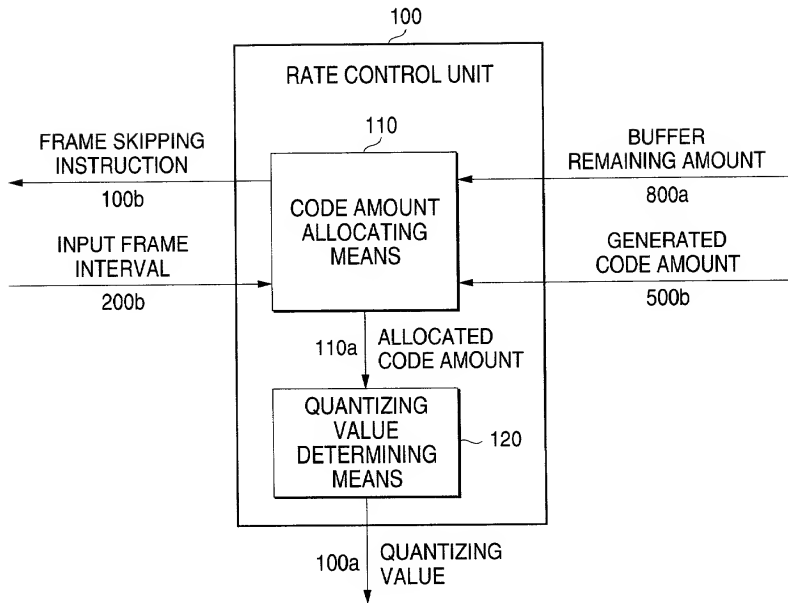 100
RATE CONTROL UNIT
FRAME SKIPPING
INSTRUCTION
100b
INPUT FRAME
INTERVAL
200b
110
CODE AMOUNT
ALLOCATING
MEANS
BUFFER
REMAINING AMOUNT
800a
GENERATED
CODE AMOUNT
500b
110a
ALLOCATED
CODE AMOUNT
QUANTIZING
VALUE
DETERMINING
MEANS
120
100a
QUANTIZING
VALUE